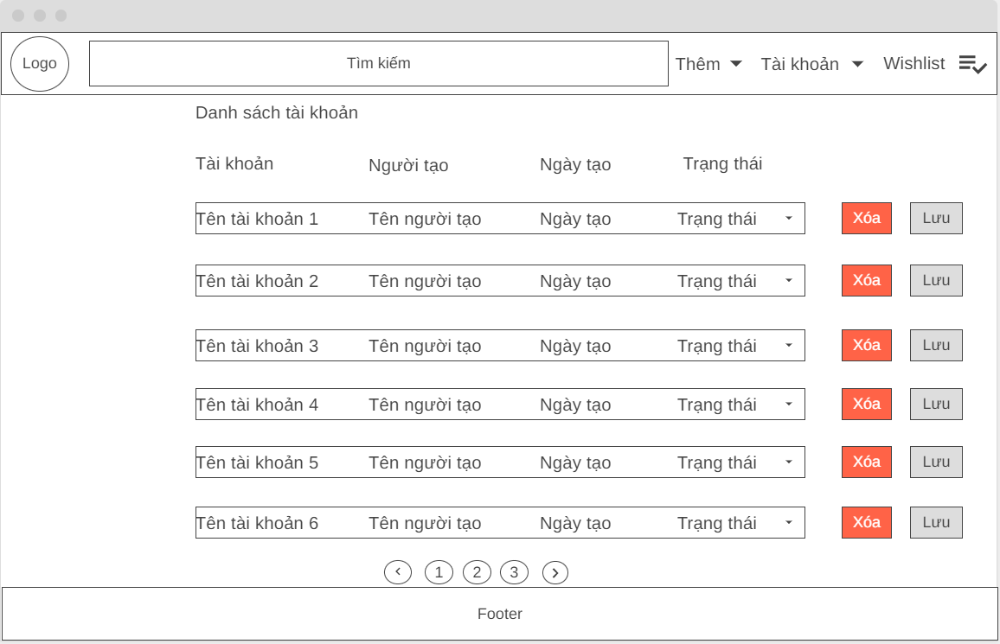 Logo Tìm kiếm Thêm Tài khoản Wishlist
Danh sách tài khoản
Tài khoản Người tạo Ngày tạo Trạng thái
Tên tài khoản 1 Tên người tạo Ngày tạo Trạng thái Xóa Lưu
Tên tài khoản 2 Tên người tạo Ngày tạo Trạng thái Xóa Lưu
Tên tài khoản 3 Tên người tạo Ngày tạo Trạng thái Xóa Lưu
Tên tài khoản 4 Tên người tạo Ngày tạo Trạng thái Xóa Lưu
Tên tài khoản 5 Tên người tạo Ngày tạo Trạng thái Xóa Lưu
Tên tài khoản 6 Tên người tạo Ngày tạo Trạng thái Xóa Lưu
1 2 3
Footer